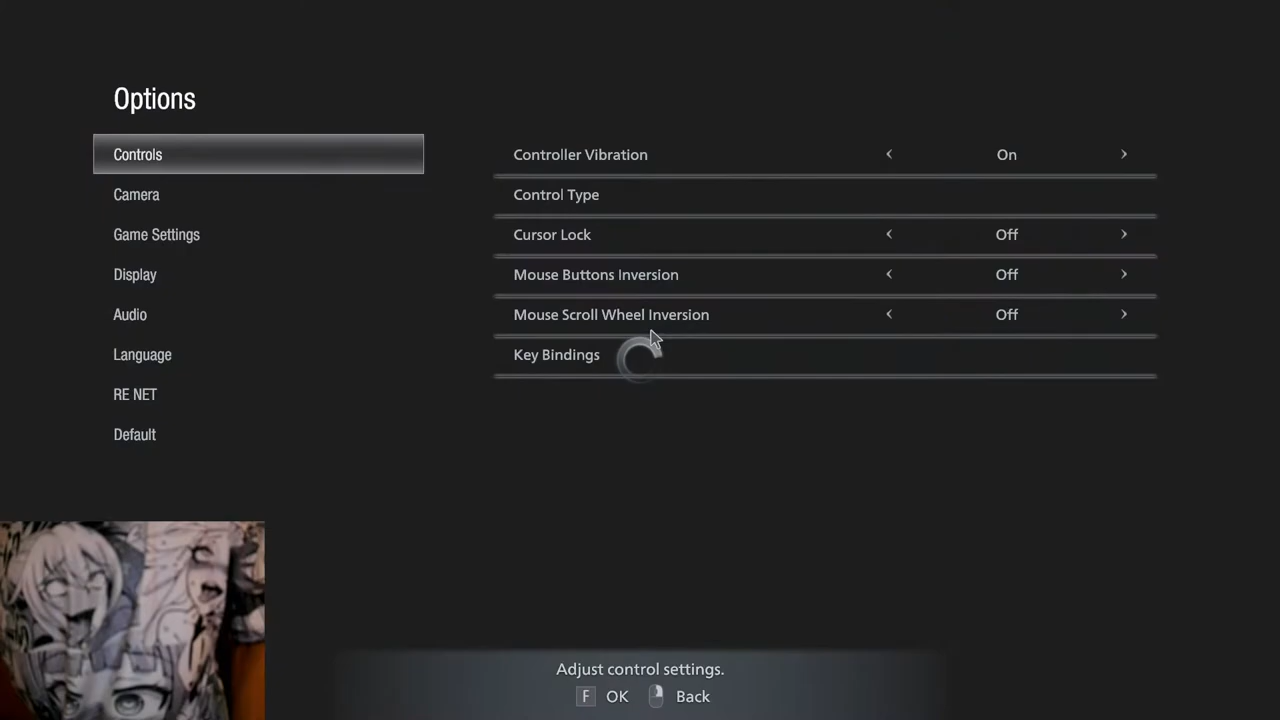 Options
Controls
Camera
Game Settings
Display
Audio
Language
RE NET
Default
Controller Vibration On
Control Type
Cursor Lock Off
Mouse Buttons Inversion Off
Mouse Scroll Wheel Inversion Off
Key Bindings
Adjust control settings.
F OK Back